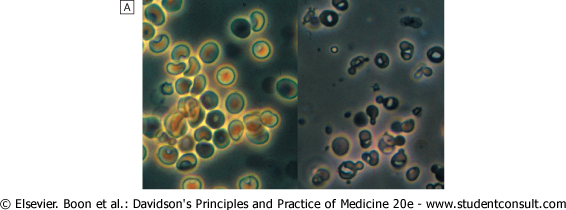 A
© Elsevier. Boon et al.: Davidson's Principles and Practice of Medicine 20e - www.studentconsult.com